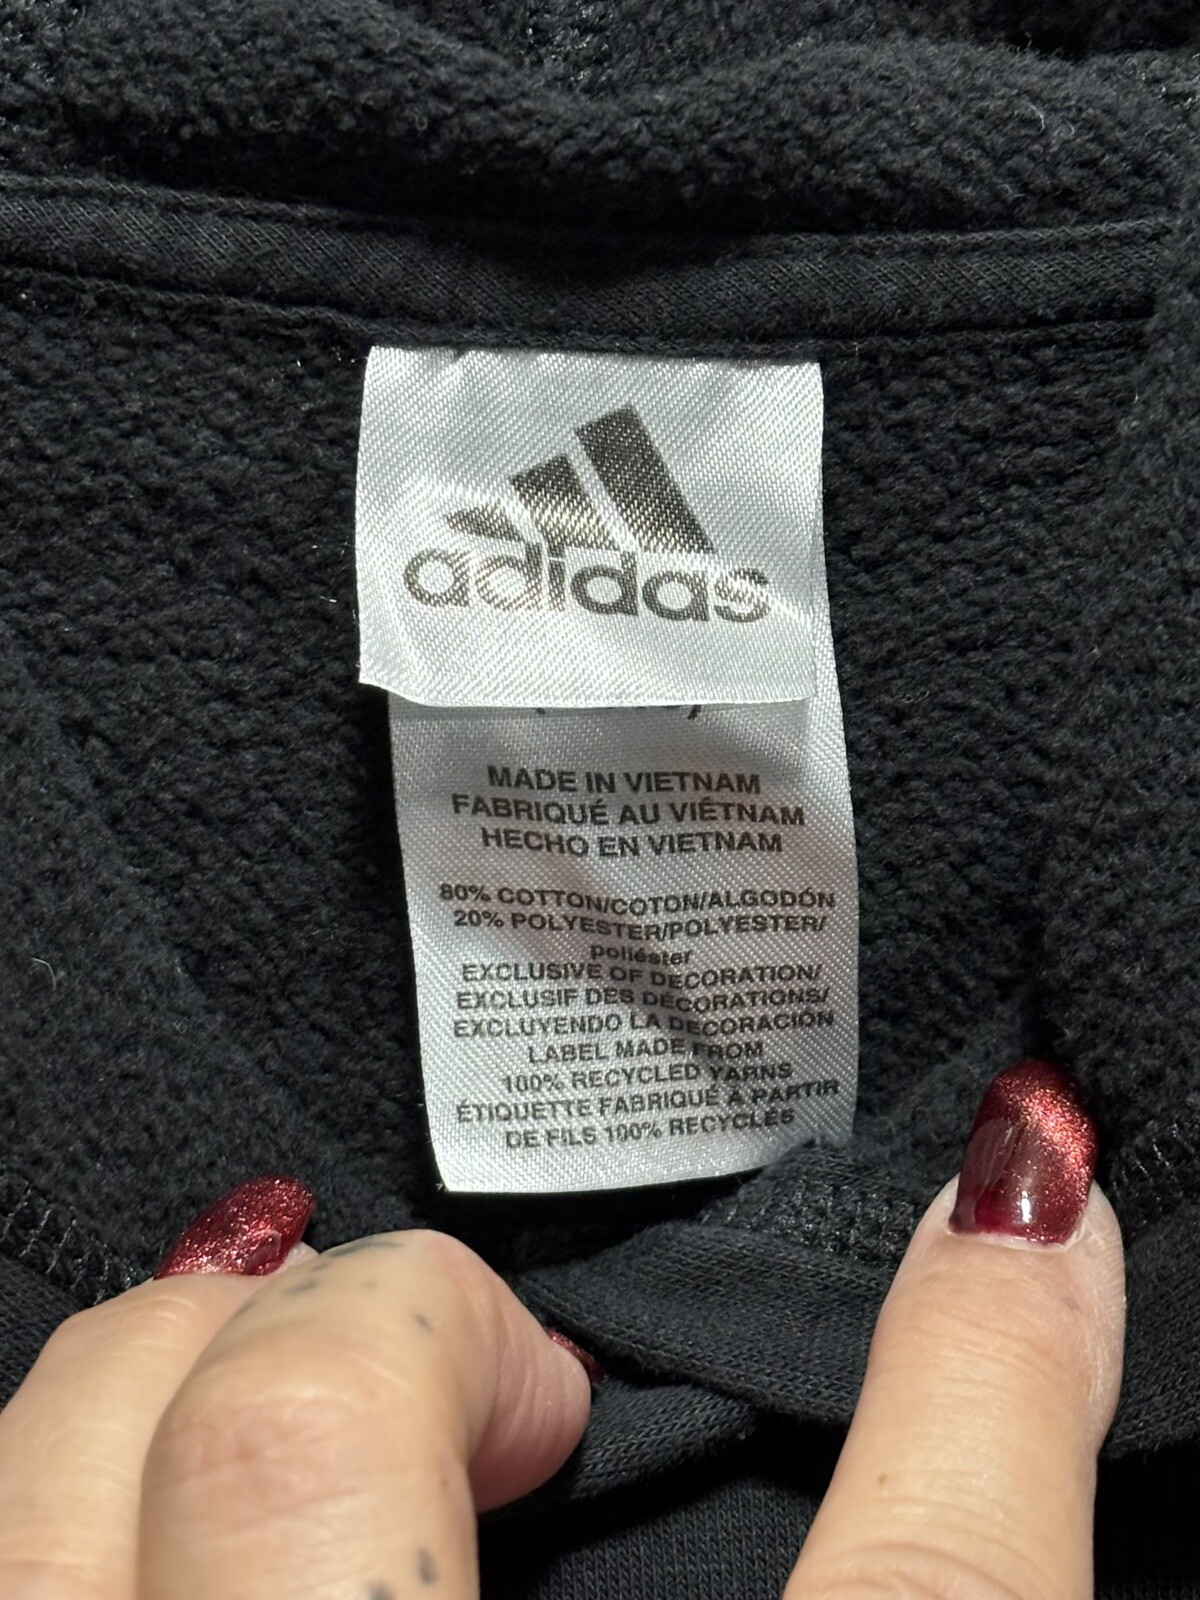 adidas
MADE IN VIETNAM
FABRIQUÉ AU VIÉTNAM
HECHO EN VIETNAM
80% COTTON/COTON/ALGODÓN
20% POLYESTER/POLYESTER/
poliéster
EXCLUSIVE OF DECORATION/
EXCLUSIF DES DÉCORATIONS/
EXCLUYENDO LA DECORACIÓN
LABEL MADE FROM
100% RECYCLED YARNS
ÉTIQUETTE FABRIQUÉ À PARTIR
DE FILS 100% RECYCLÉS